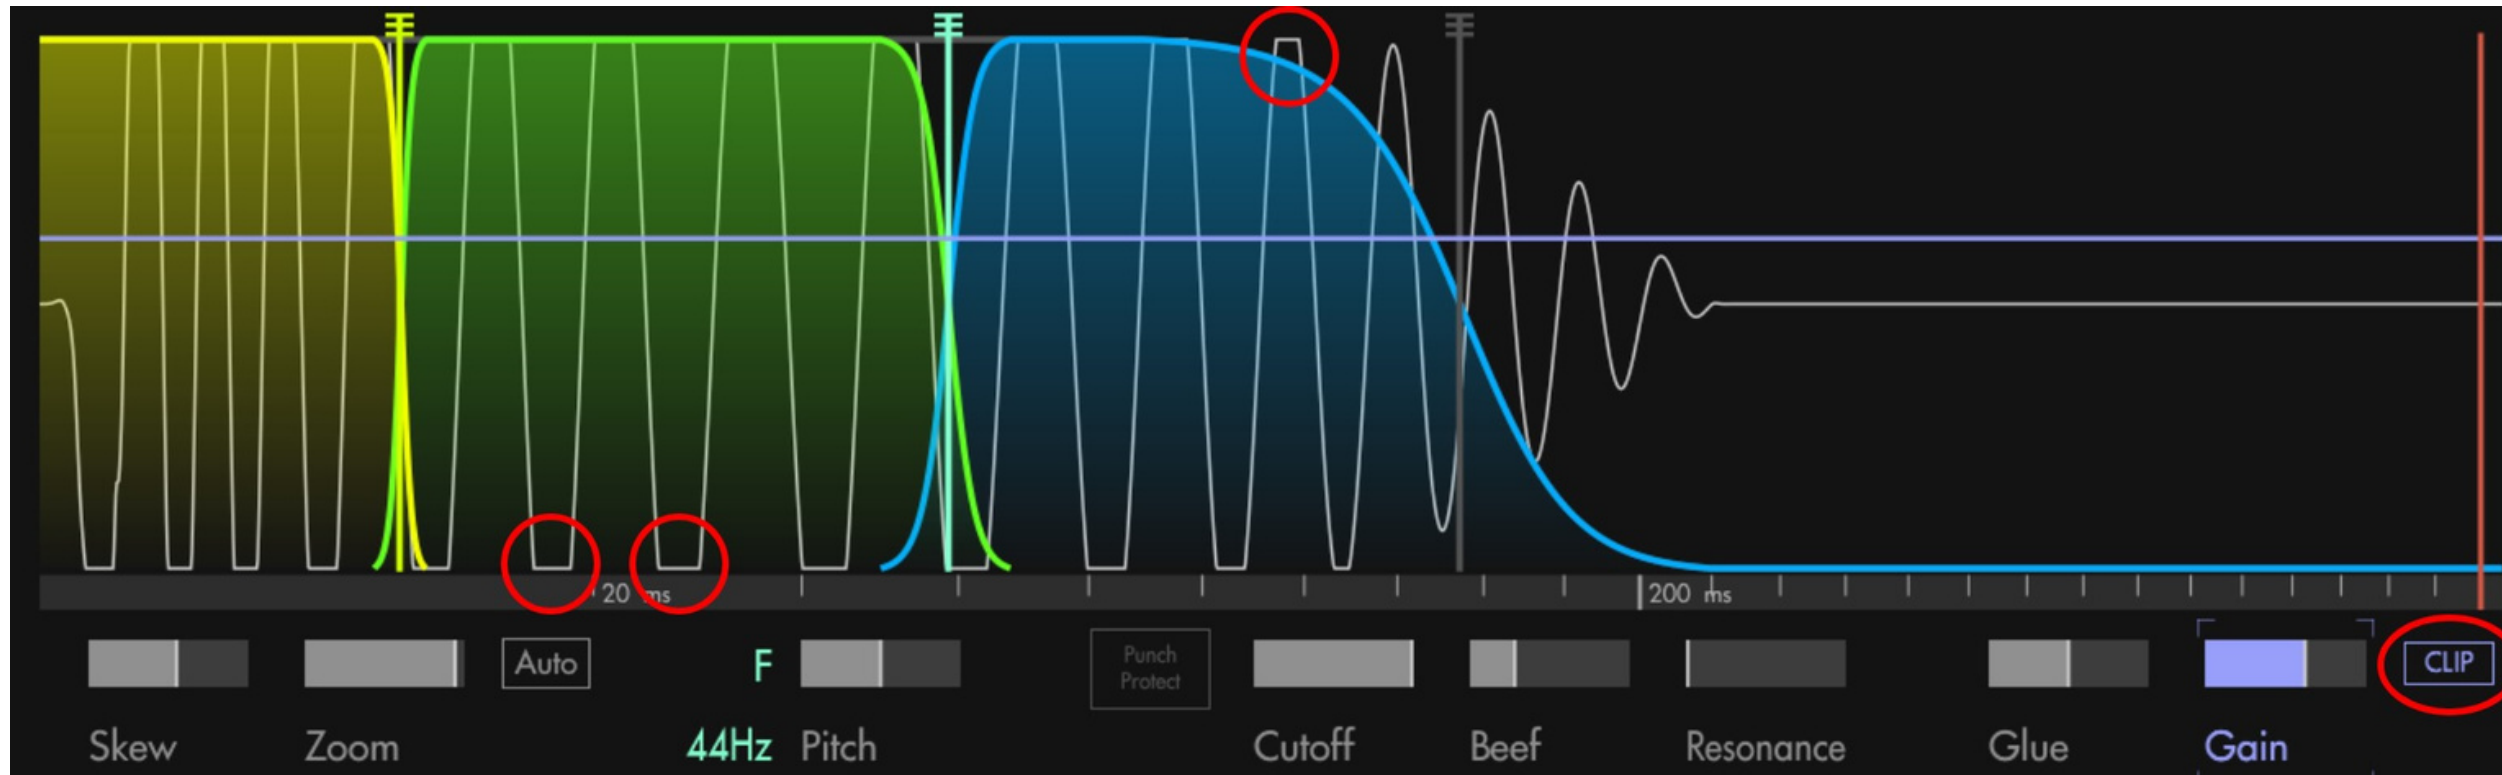 20 ms
200 ms
Auto
F
Punch
Protect
CLIP
Skew
Zoom
44Hz
Pitch
Cutoff
Beef
Resonance
Glue
Gain